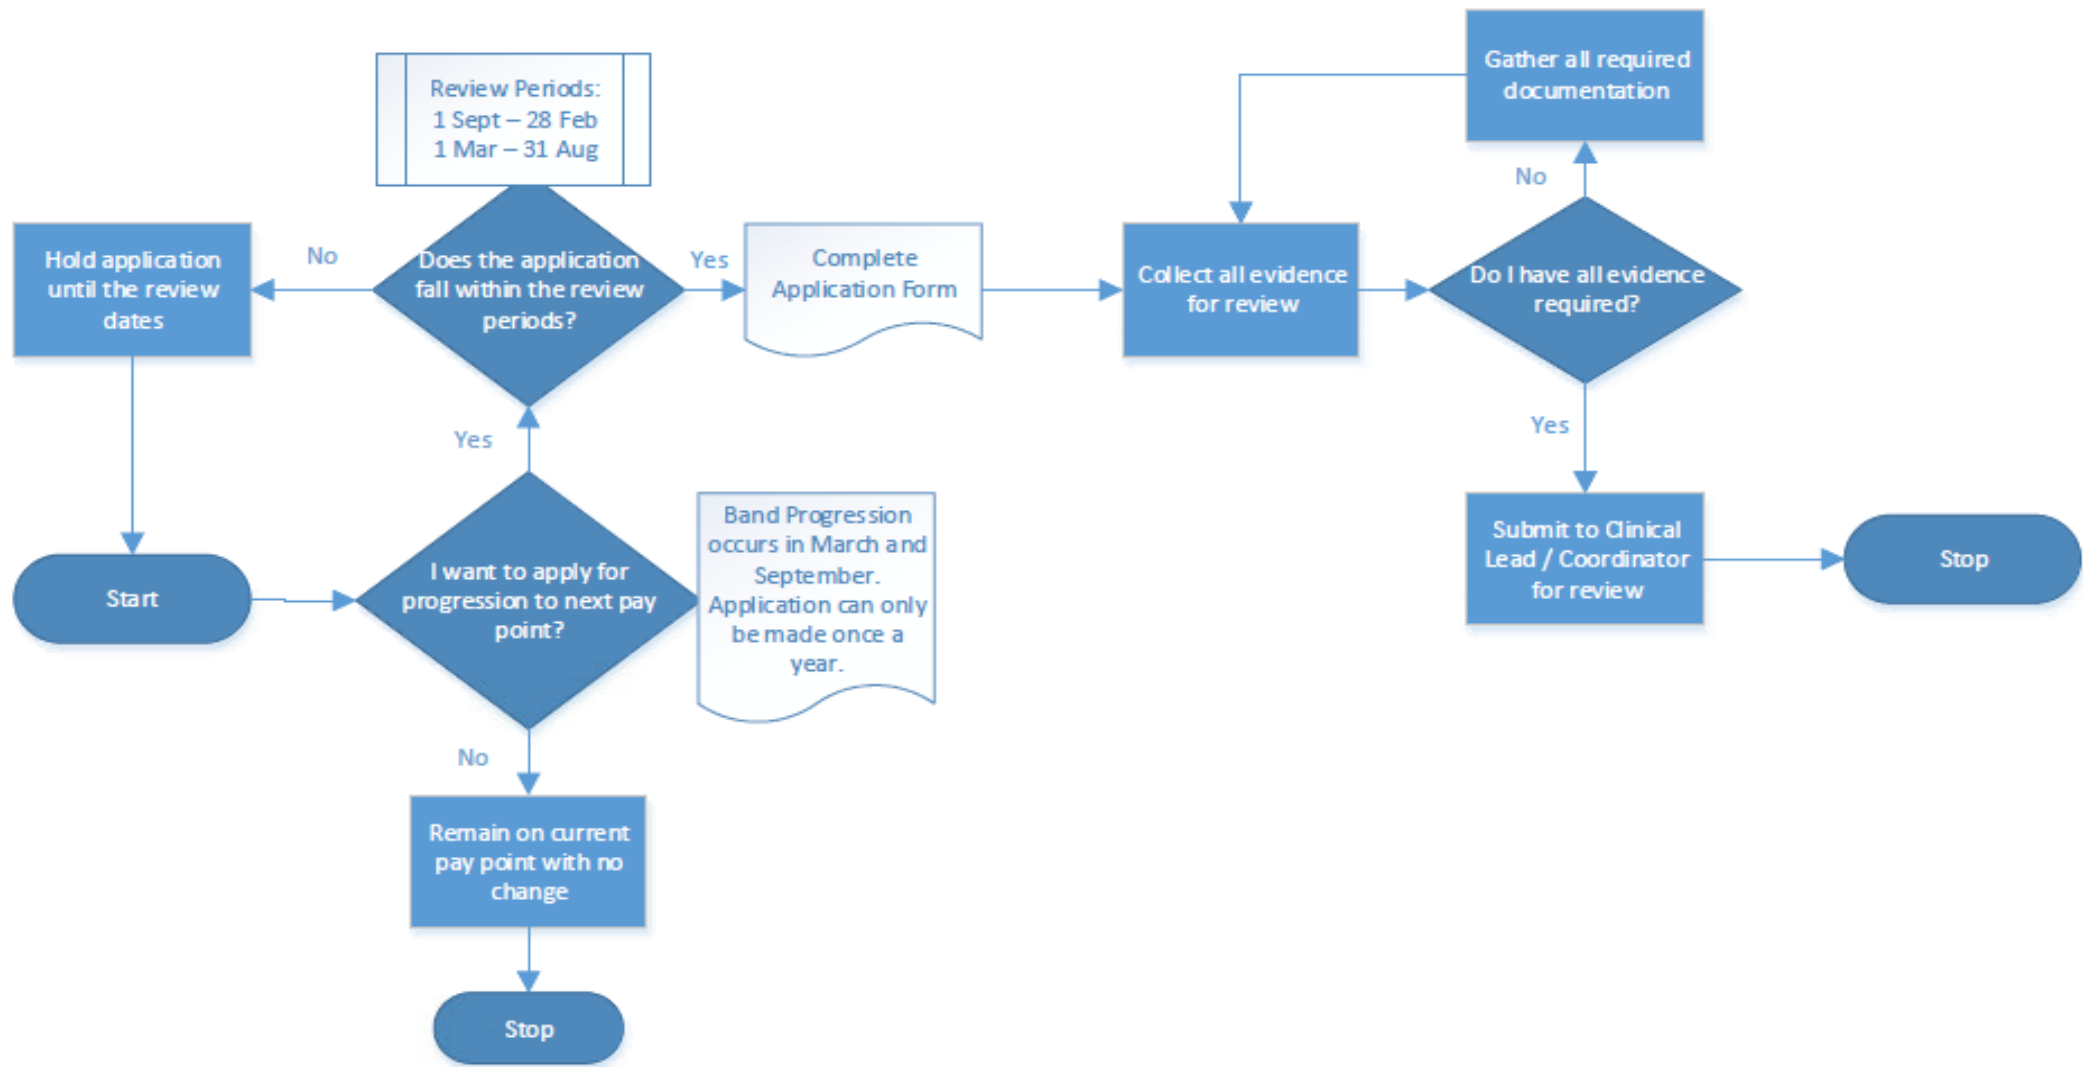 Review Periods:
1 Sept – 28 Feb
1 Mar – 31 Aug
Hold application
until the review
dates
No
Does the application
fall within the review
periods?
Yes
Complete
Application Form
Collect all evidence
for review
Gather all required
documentation
No
Do I have all evidence
required?
Yes
Submit to Clinical
Lead / Coordinator
for review
Stop
Yes
Start
I want to apply for
progression to next pay
point?
Band Progression
occurs in March and
September.
Application can only
be made once a
year.
No
Remain on current
pay point with no
change
Stop